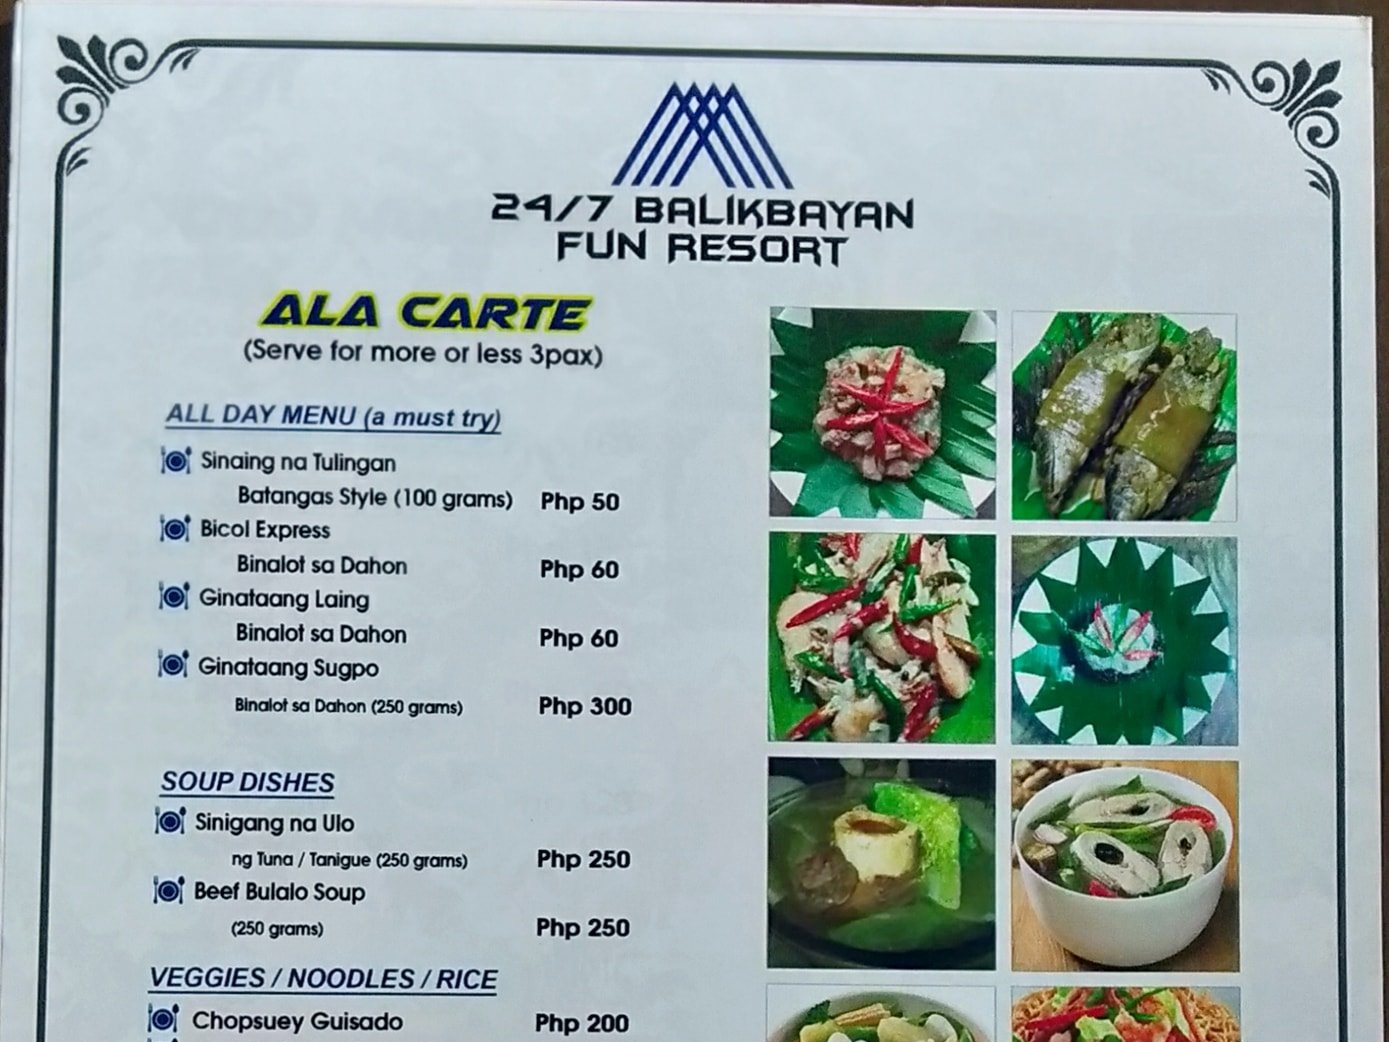 24/7 BALIKBAYAN
FUN RESORT
ALA CARTE
(Serve for more or less 3pax)
ALL DAY MENU (a must try)
Sinaing na Tulingan
Batangas Style (100 grams) Php 50
Bicol Express
Binalot sa Dahon Php 60
Ginataang Laing
Binalot sa Dahon Php 60
Ginataang Sugpo
Binalot sa Dahon (250 grams) Php 300
SOUP DISHES
Sinigang na Ulo
ng Tuna / Tanigue (250 grams) Php 250
Beef Bulalo Soup
(250 grams) Php 250
VEGGIES / NOODLES / RICE
Chopsuey Guisado Php 200